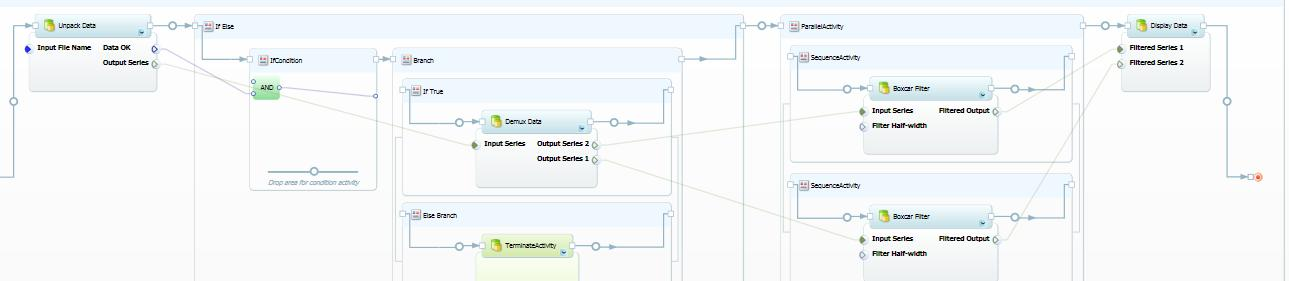 Unpack Data
Input File Name
Data OK
Output Series
If Else
IfCondition
AND
Drop area for condition activity
Branch
If True
Demux Data
Input Series
Output Series 2
Output Series 1
Else Branch
TerminateActivity
ParallelActivity
SequenceActivity
Boxcar Filter
Input Series
Filtered Output
Filter Half-width
SequenceActivity
Boxcar Filter
Input Series
Filtered Output
Filter Half-width
Display Data
Filtered Series 1
Filtered Series 2